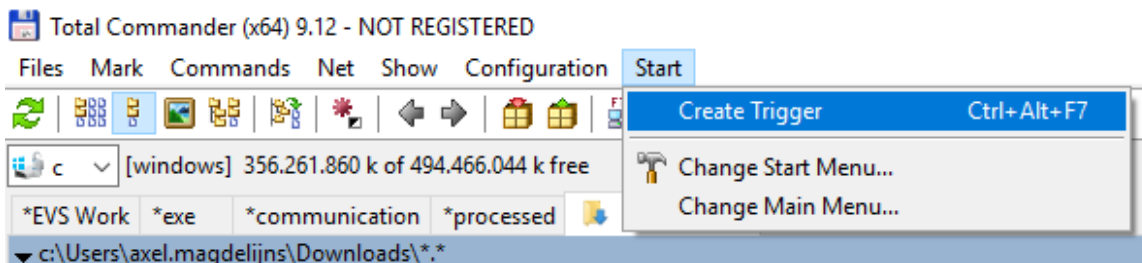 Total Commander (x64) 9.12 - NOT REGISTERED
Files Mark Commands Net Show Configuration Start
Create Trigger Ctrl+Alt+F7
c [windows] 356.261.860 k of 494.466.044 k free
Change Start Menu...
*EVS Work *exe *communication *processed
Change Main Menu...
c:\Users\axel.magdelijns\Downloads\*.*